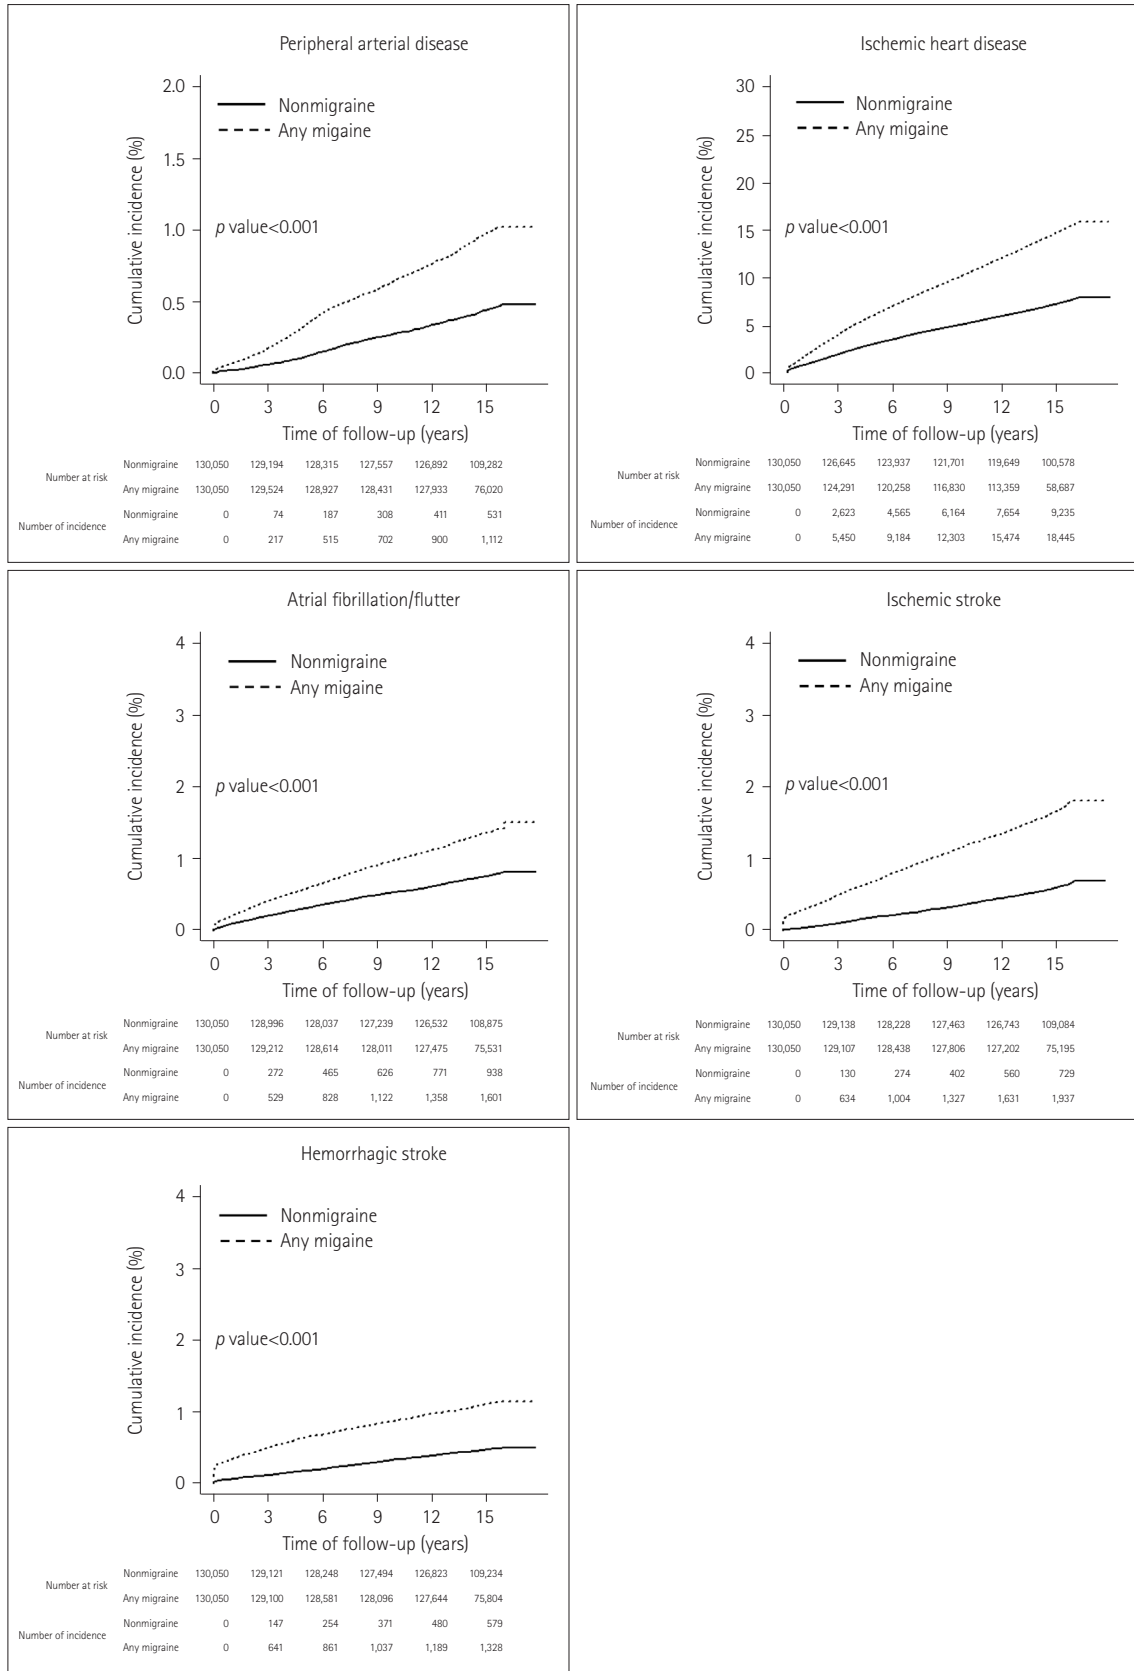 Peripheral arterial disease
2.0
1.5
1.0
0.5
0.0
Cumulative incidence (%)
Nonmigraine
Any migaine
p value<0.001
0 3 6 9 12 15
Time of follow-up (years)
Number at risk
Nonmigraine 130,050 129,194 128,315 127,557 126,892 109,282
Any migraine 130,050 129,524 128,927 128,431 127,933 76,020
Number of incidence
Nonmigraine 0 74 187 308 411 531
Any migraine 0 217 515 702 900 1,112
Ischemic heart disease
30
25
20
15
10
5
0
Cumulative incidence (%)
Nonmigraine
Any migaine
p value<0.001
0 3 6 9 12 15
Time of follow-up (years)
Number at risk
Nonmigraine 130,050 126,645 123,937 121,701 119,649 100,578
Any migraine 130,050 124,291 120,258 116,830 113,359 58,687
Number of incidence
Nonmigraine 0 2,623 4,565 6,164 7,654 9,235
Any migraine 0 5,450 9,184 12,303 15,474 18,445
Atrial fibrillation/flutter
4
3
2
1
0
Cumulative incidence (%)
Nonmigraine
Any migaine
p value<0.001
0 3 6 9 12 15
Time of follow-up (years)
Number at risk
Nonmigraine 130,050 128,996 128,037 127,239 126,532 108,875
Any migraine 130,050 129,212 128,614 128,011 127,475 75,531
Number of incidence
Nonmigraine 0 272 465 626 771 938
Any migraine 0 529 828 1,122 1,358 1,601
Ischemic stroke
4
3
2
1
0
Cumulative incidence (%)
Nonmigraine
Any migaine
p value<0.001
0 3 6 9 12 15
Time of follow-up (years)
Number at risk
Nonmigraine 130,050 129,138 128,228 127,463 126,743 109,084
Any migraine 130,050 129,107 128,438 127,806 127,202 75,195
Number of incidence
Nonmigraine 0 130 274 402 560 729
Any migraine 0 634 1,004 1,327 1,631 1,937
Hemorrhagic stroke
4
3
2
1
0
Cumulative incidence (%)
Nonmigraine
Any migaine
p value<0.001
0 3 6 9 12 15
Time of follow-up (years)
Number at risk
Nonmigraine 130,050 129,121 128,248 127,494 126,823 109,234
Any migraine 130,050 129,100 128,581 128,096 127,644 75,804
Number of incidence
Nonmigraine 0 147 254 371 480 579
Any migraine 0 641 861 1,037 1,189 1,328